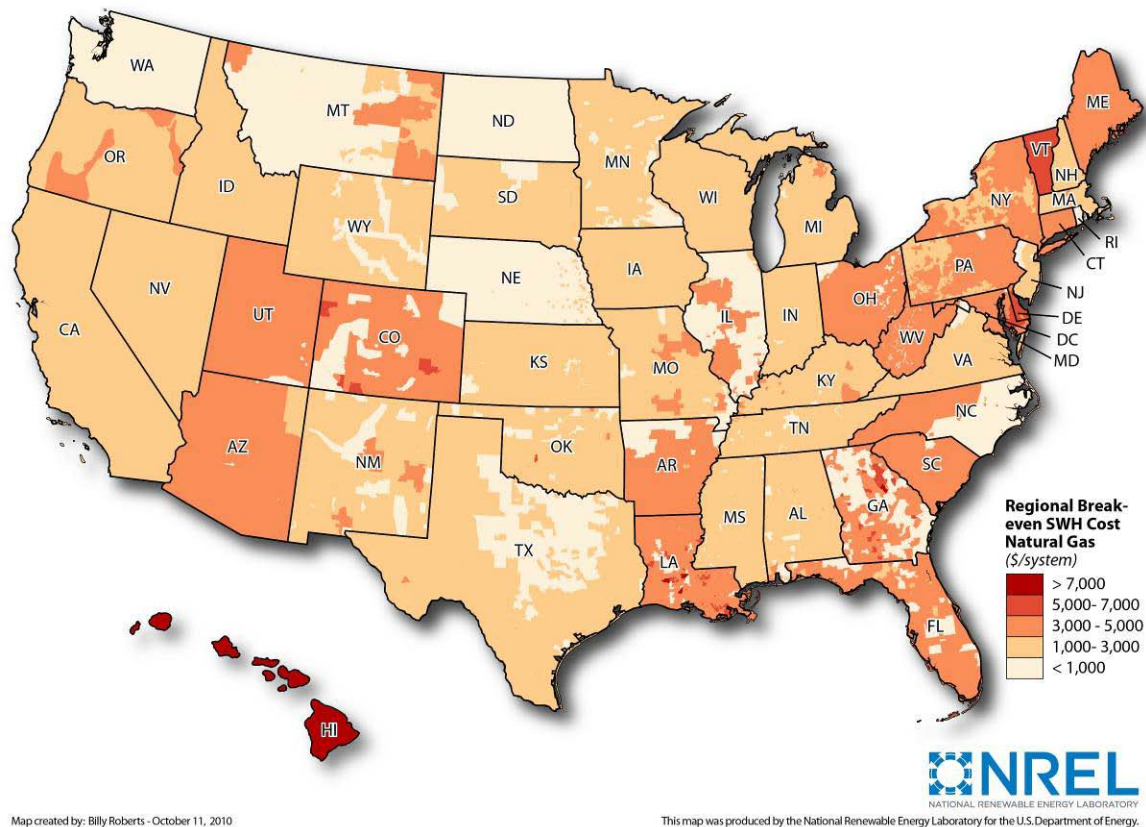 WA
MT
ND
MN
OR
ID
SD
WI
MI
WY
NE
IA
NV
UT
CO
CA
KS
MO
IL
IN
OH
PA
NY
VT
ME
NH
MA
RI
CT
NJ
DE
DC
MD
WV
VA
KY
TN
NC
SC
AZ
NM
OK
AR
TX
LA
MS
AL
GA
FL
HI
Regional Break-
even SWH Cost
Natural Gas
($/system)
> 7,000
5,000- 7,000
3,000 - 5,000
1,000- 3,000
< 1,000
NREL
NATIONAL RENEWABLE ENERGY LABORATORY
Map created by: Billy Roberts - October 11, 2010
This map was produced by the National Renewable Energy Laboratory for the U.S. Department of Energy.